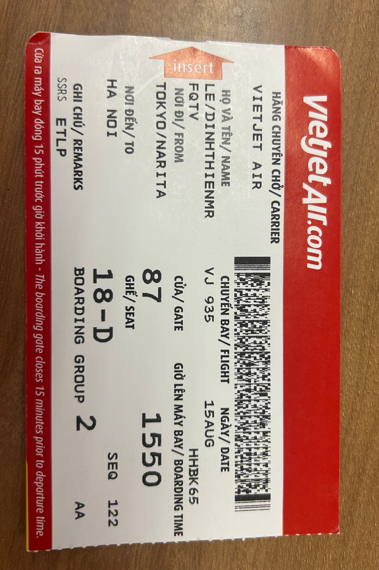 vietjetAir.com
insert
HÃNG CHUYÊN CHỞ/ CARRIER
VIETJET AIR
HỌ VÀ TÊN/ NAME
CHUYẾN BAY/ FLIGHT
NGÀY/ DATE
LE/DINHTHIENMR
VJ 935
15AUG
FQTV
HHBK65
NƠI ĐI/ FROM
CỬA/ GATE
GIỜ LÊN MÁY BAY/ BOARDING TIME
TOKYO/NARITA
87
1550
NƠI ĐẾN/ TO
GHẾ/ SEAT
HA NOI
18-D
SEQ 122
GHI CHÚ/ REMARKS
BOARDING GROUP 2
AA
SSRS ETLP
Cửa ra máy bay đóng 15 phút trước giờ khởi hành - The boarding gate closes 15 minutes prior to departure time.